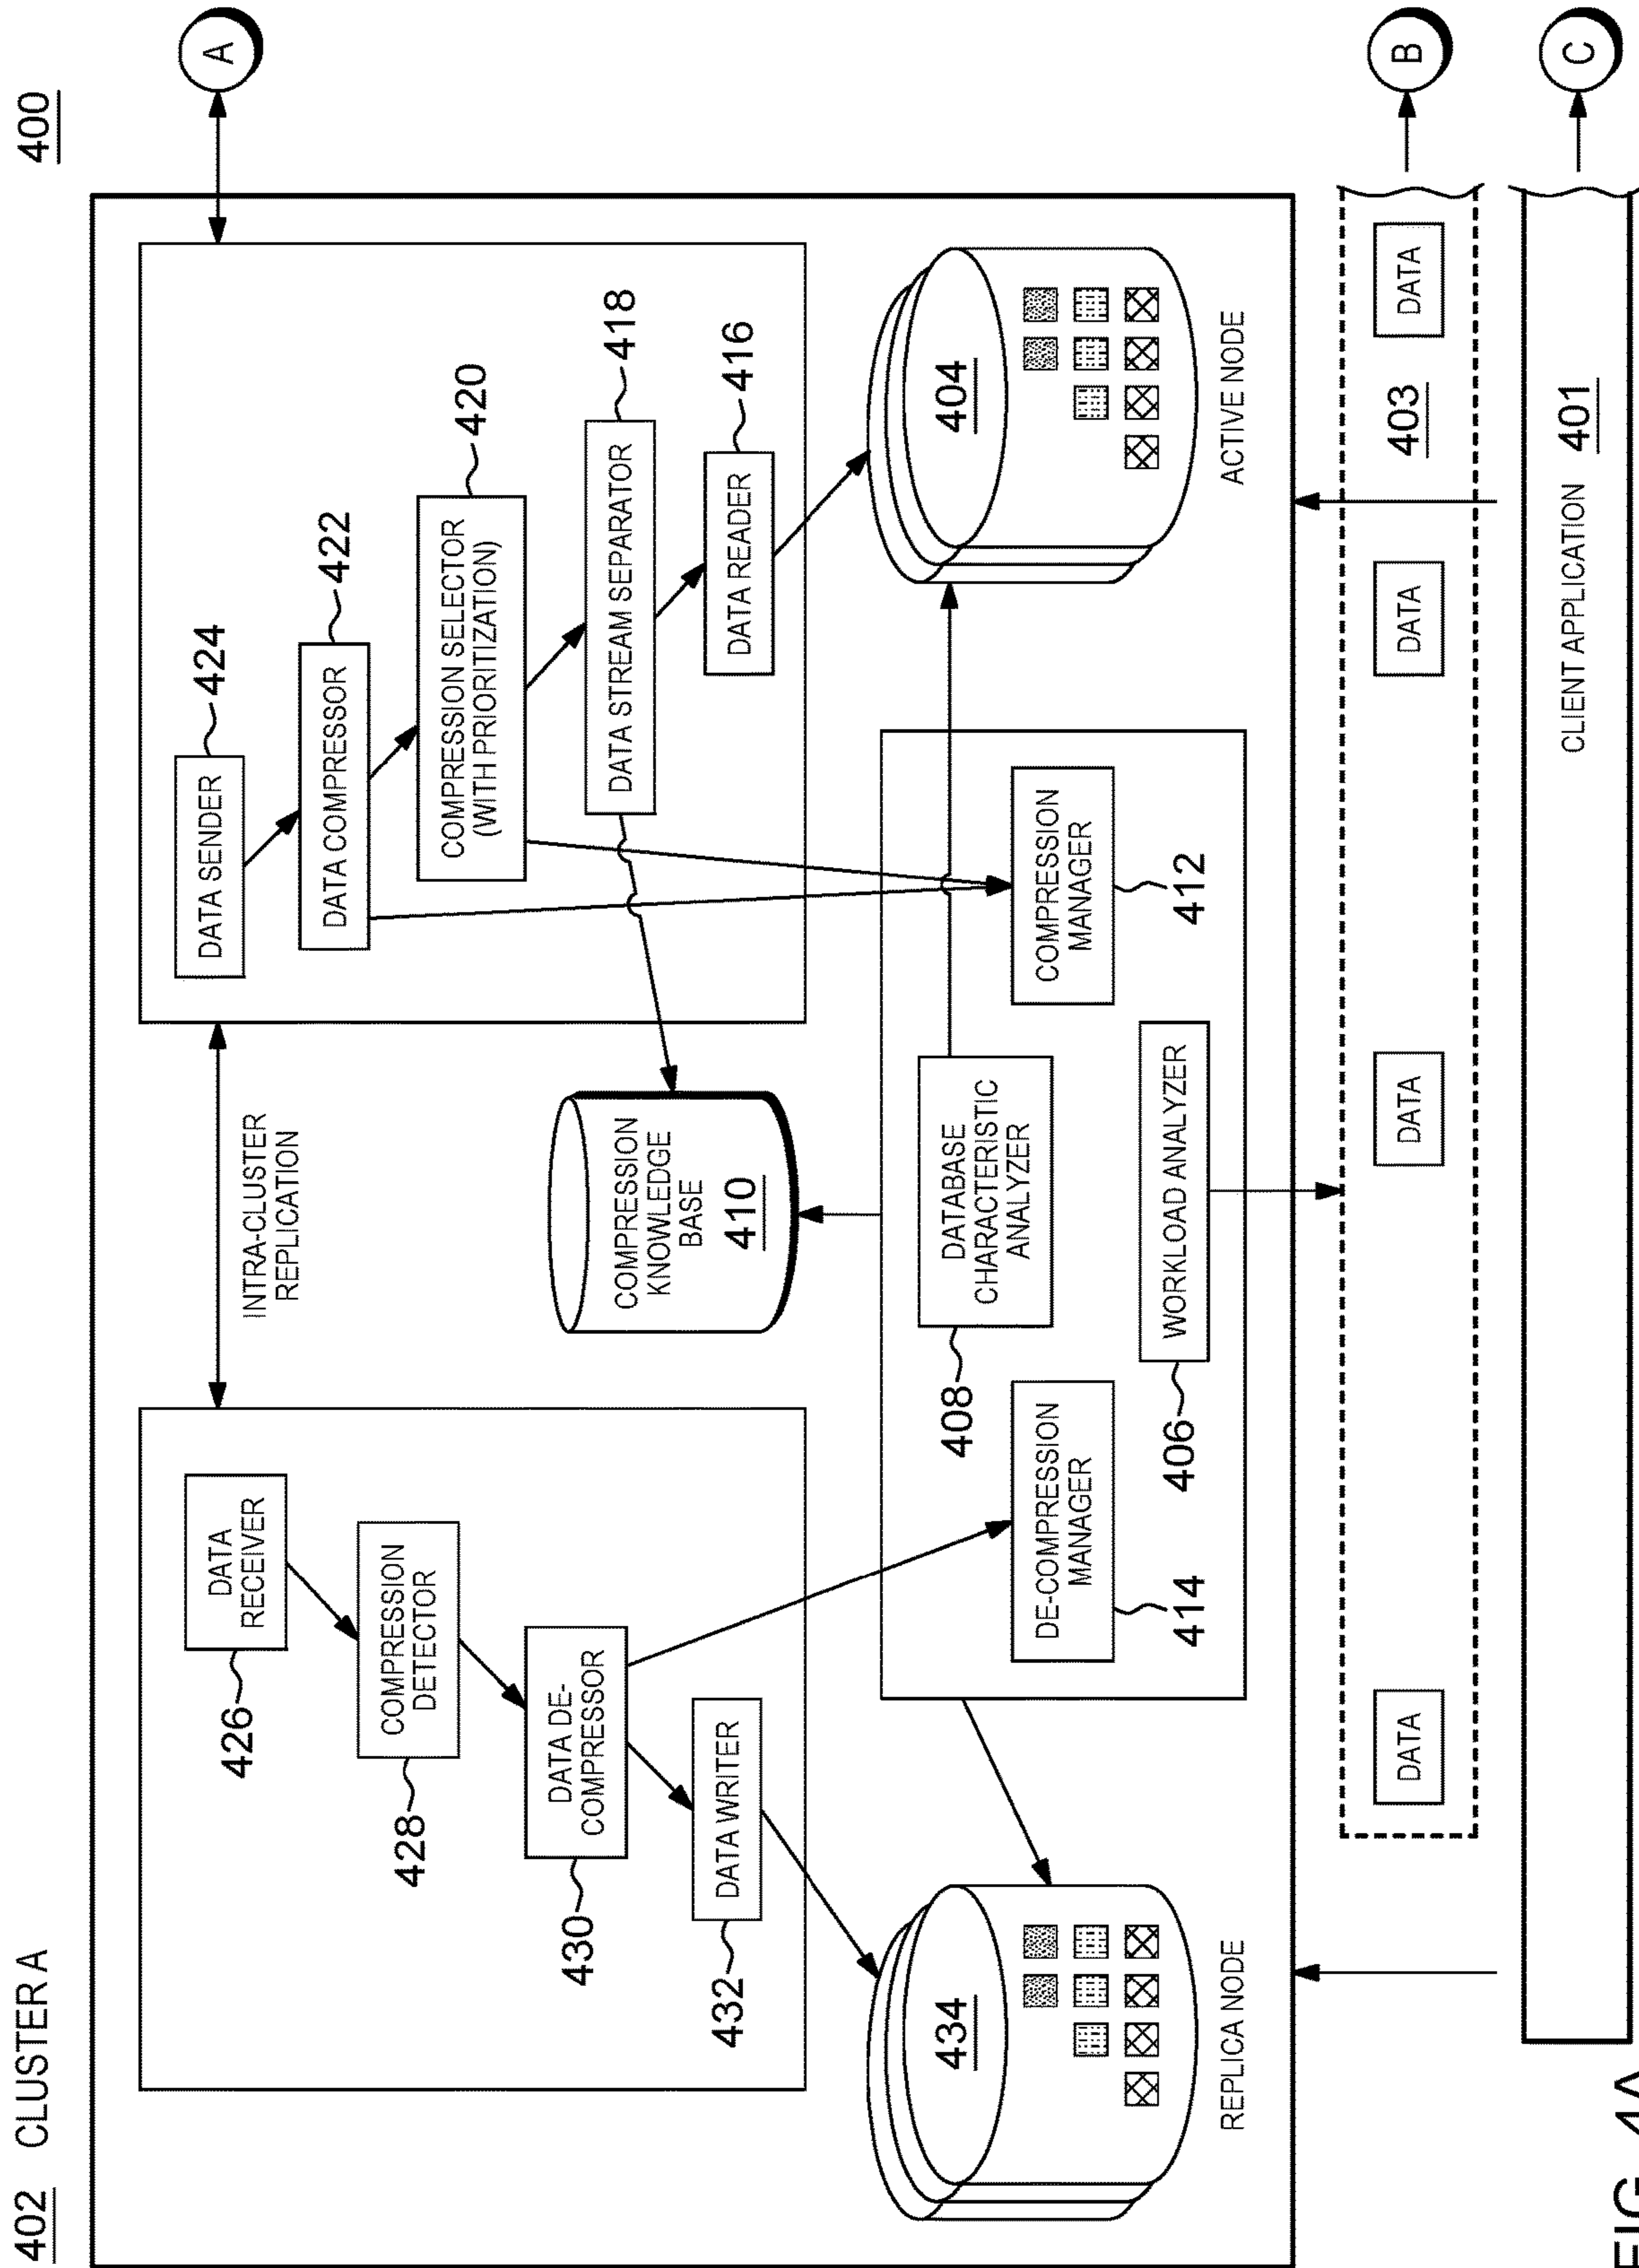 400
402 CLUSTER A
A
INTRA-CLUSTER
REPLICATION
DATA
RECEIVER
426
COMPRESSION
DETECTOR
428
DATA DE-
COMPRESSOR
430
DATA WRITER
432
DATA SENDER
424
DATA COMPRESSOR
422
COMPRESSION SELECTOR
(WITH PRIORITIZATION)
420
DATA STREAM SEPARATOR
418
DATA READER
416
COMPRESSION
KNOWLEDGE
BASE
410
434
REPLICA NODE
DE-COMPRESSION
MANAGER
414
DATABASE
CHARACTERISTIC
ANALYZER
408
WORKLOAD ANALYZER
406
COMPRESSION
MANAGER
412
404
ACTIVE NODE
DATA
DATA
DATA
403
DATA
B
CLIENT APPLICATION 401
C
FIG. 4A